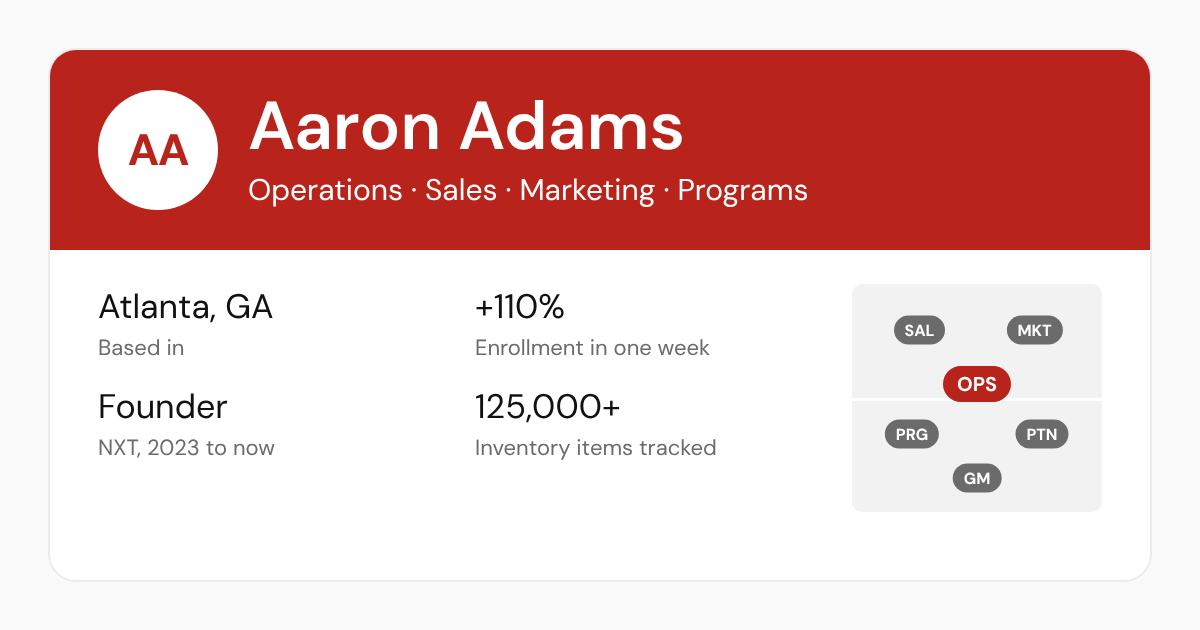 AA
Aaron Adams
Operations · Sales · Marketing · Programs
Atlanta, GA
Based in
+110%
Enrollment in one week
Founder
NXT, 2023 to now
125,000+
Inventory items tracked
SAL
MKT
OPS
PRG
PTN
GM